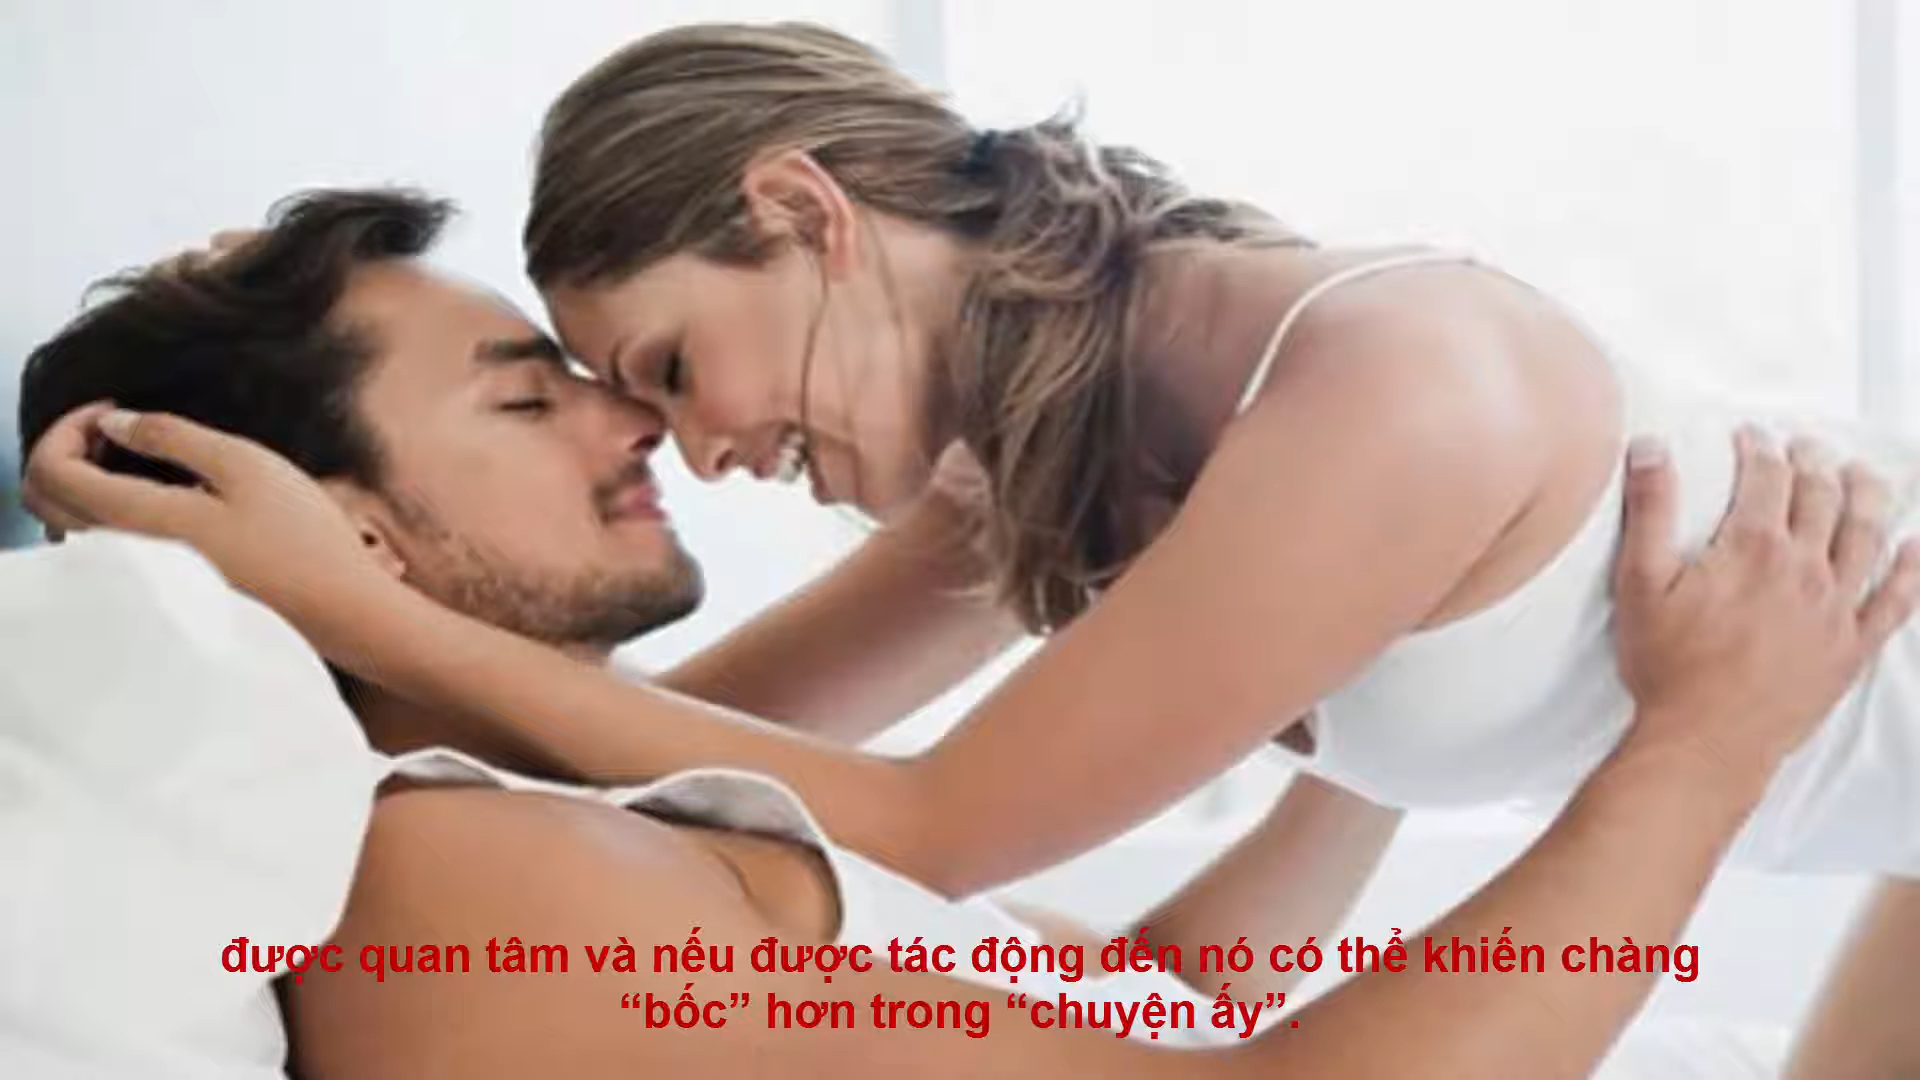 được quan tâm và nếu được tác động đến nó có thể khiến chàng
“bốc” hơn trong “chuyện ấy”.